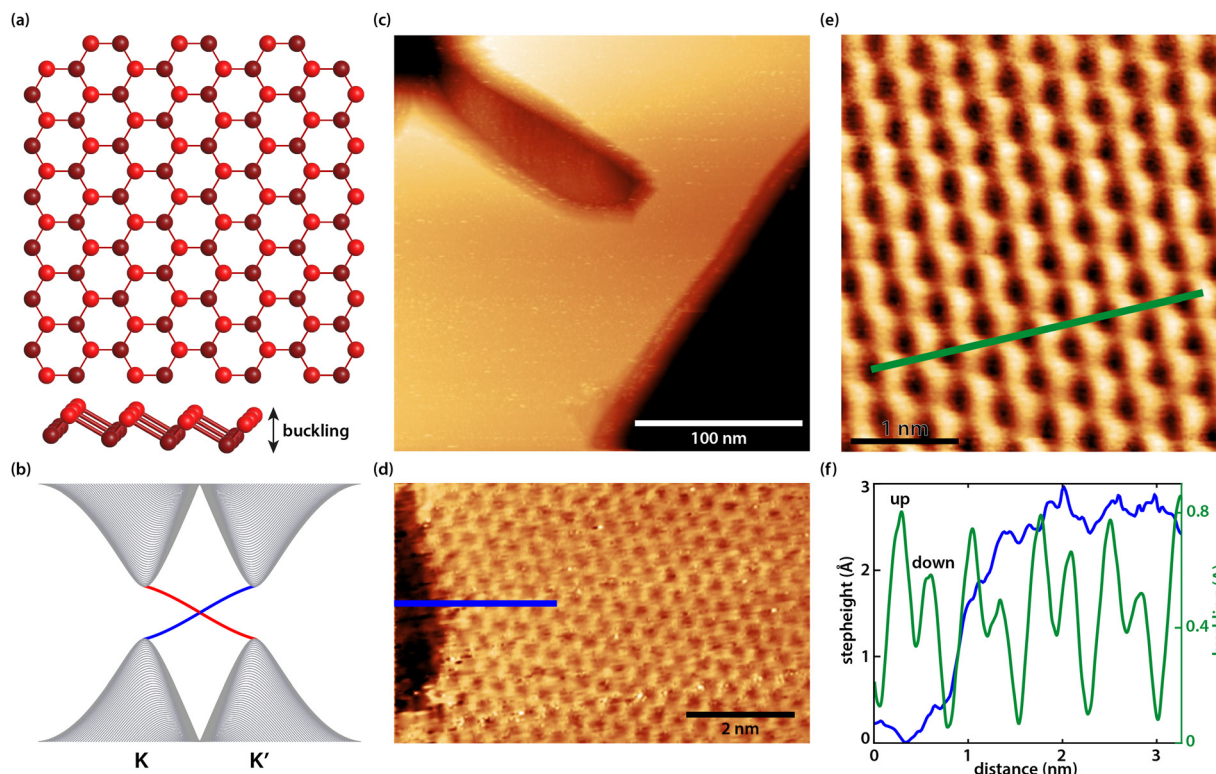 (a)
buckling
(b)
K K´
(c)
100 nm
(d)
2 nm
(e)
1 nm
(f)
3
2
1
0
stepheight (Å)
up
down
0.8
0.4
0
(Å)
0 1 2 3
distance (nm)